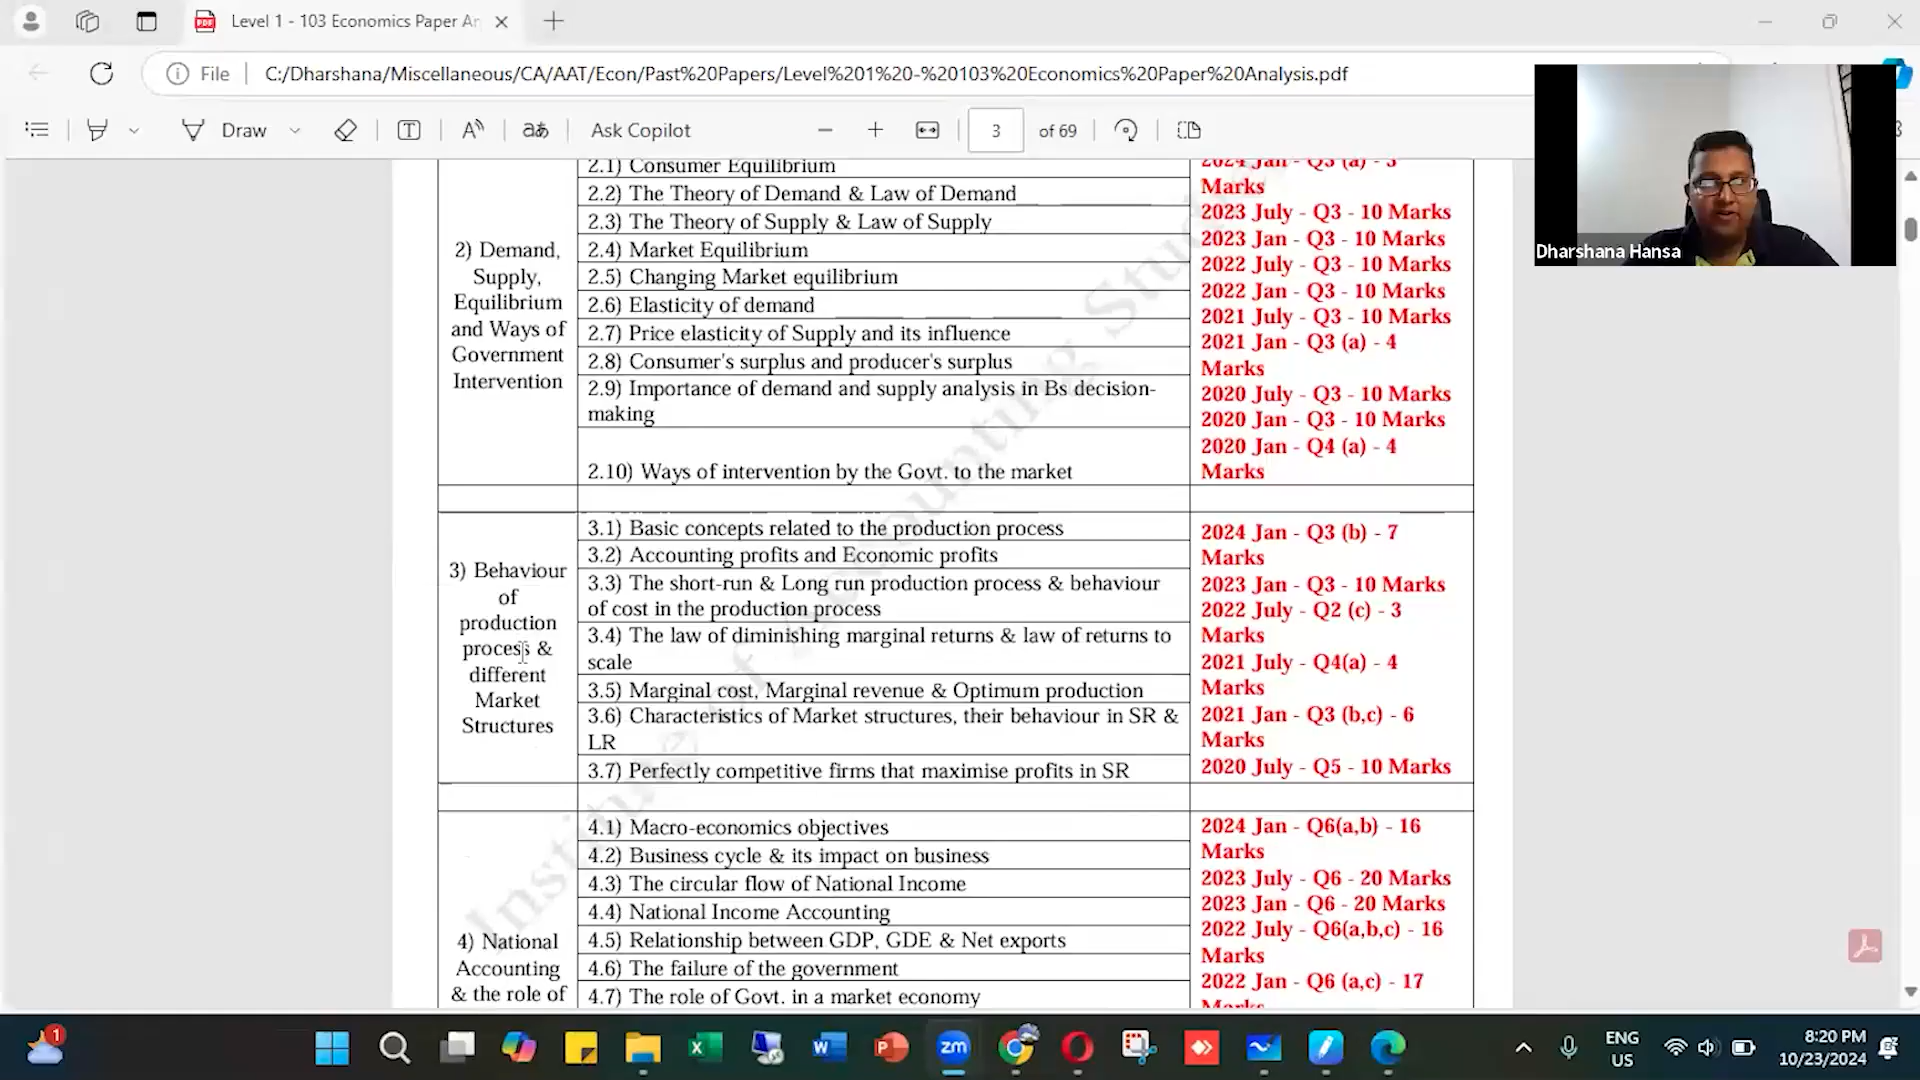 Level 1 - 103 Economics Paper An
File
C:/Dharshana/Miscellaneous/CA/AAT/Econ/Past%20Papers/Level%201%20-%20103%20Economics%20Paper%20Analysis.pdf
Draw
Ask Copilot
3
of 69
Dharshana Hansa
2) Demand,
Supply,
Equilibrium
and Ways of
Government
Intervention
2.1) Consumer Equilibrium
2.2) The Theory of Demand & Law of Demand
2.3) The Theory of Supply & Law of Supply
2.4) Market Equilibrium
2.5) Changing Market equilibrium
2.6) Elasticity of demand
2.7) Price elasticity of Supply and its influence
2.8) Consumer's surplus and producer's surplus
2.9) Importance of demand and supply analysis in Bs decision-
making
2.10) Ways of intervention by the Govt. to the market
2024 Jan - Q3 (a) - 3
Marks
2023 July - Q3 - 10 Marks
2023 Jan - Q3 - 10 Marks
2022 July - Q3 - 10 Marks
2022 Jan - Q3 - 10 Marks
2021 July - Q3 - 10 Marks
2021 Jan - Q3 (a) - 4
Marks
2020 July - Q3 - 10 Marks
2020 Jan - Q3 - 10 Marks
2020 Jan - Q4 (a) - 4
Marks
3) Behaviour
of
production
process &
different
Market
Structures
3.1) Basic concepts related to the production process
3.2) Accounting profits and Economic profits
3.3) The short-run & Long run production process & behaviour
of cost in the production process
3.4) The law of diminishing marginal returns & law of returns to
scale
3.5) Marginal cost, Marginal revenue & Optimum production
3.6) Characteristics of Market structures, their behaviour in SR &
LR
3.7) Perfectly competitive firms that maximise profits in SR
2024 Jan - Q3 (b) - 7
Marks
2023 Jan - Q3 - 10 Marks
2022 July - Q2 (c) - 3
Marks
2021 July - Q4(a) - 4
Marks
2021 Jan - Q3 (b,c) - 6
Marks
2020 July - Q5 - 10 Marks
4) National
Accounting
& the role of
4.1) Macro-economics objectives
4.2) Business cycle & its impact on business
4.3) The circular flow of National Income
4.4) National Income Accounting
4.5) Relationship between GDP, GDE & Net exports
4.6) The failure of the government
4.7) The role of Govt. in a market economy
2024 Jan - Q6(a,b) - 16
Marks
2023 July - Q6 - 20 Marks
2023 Jan - Q6 - 20 Marks
2022 July - Q6(a,b,c) - 16
Marks
2022 Jan - Q6 (a,c) - 17
Marks
Institute of Accounting Studies
1
zm
ENG
US
8:20 PM
10/23/2024